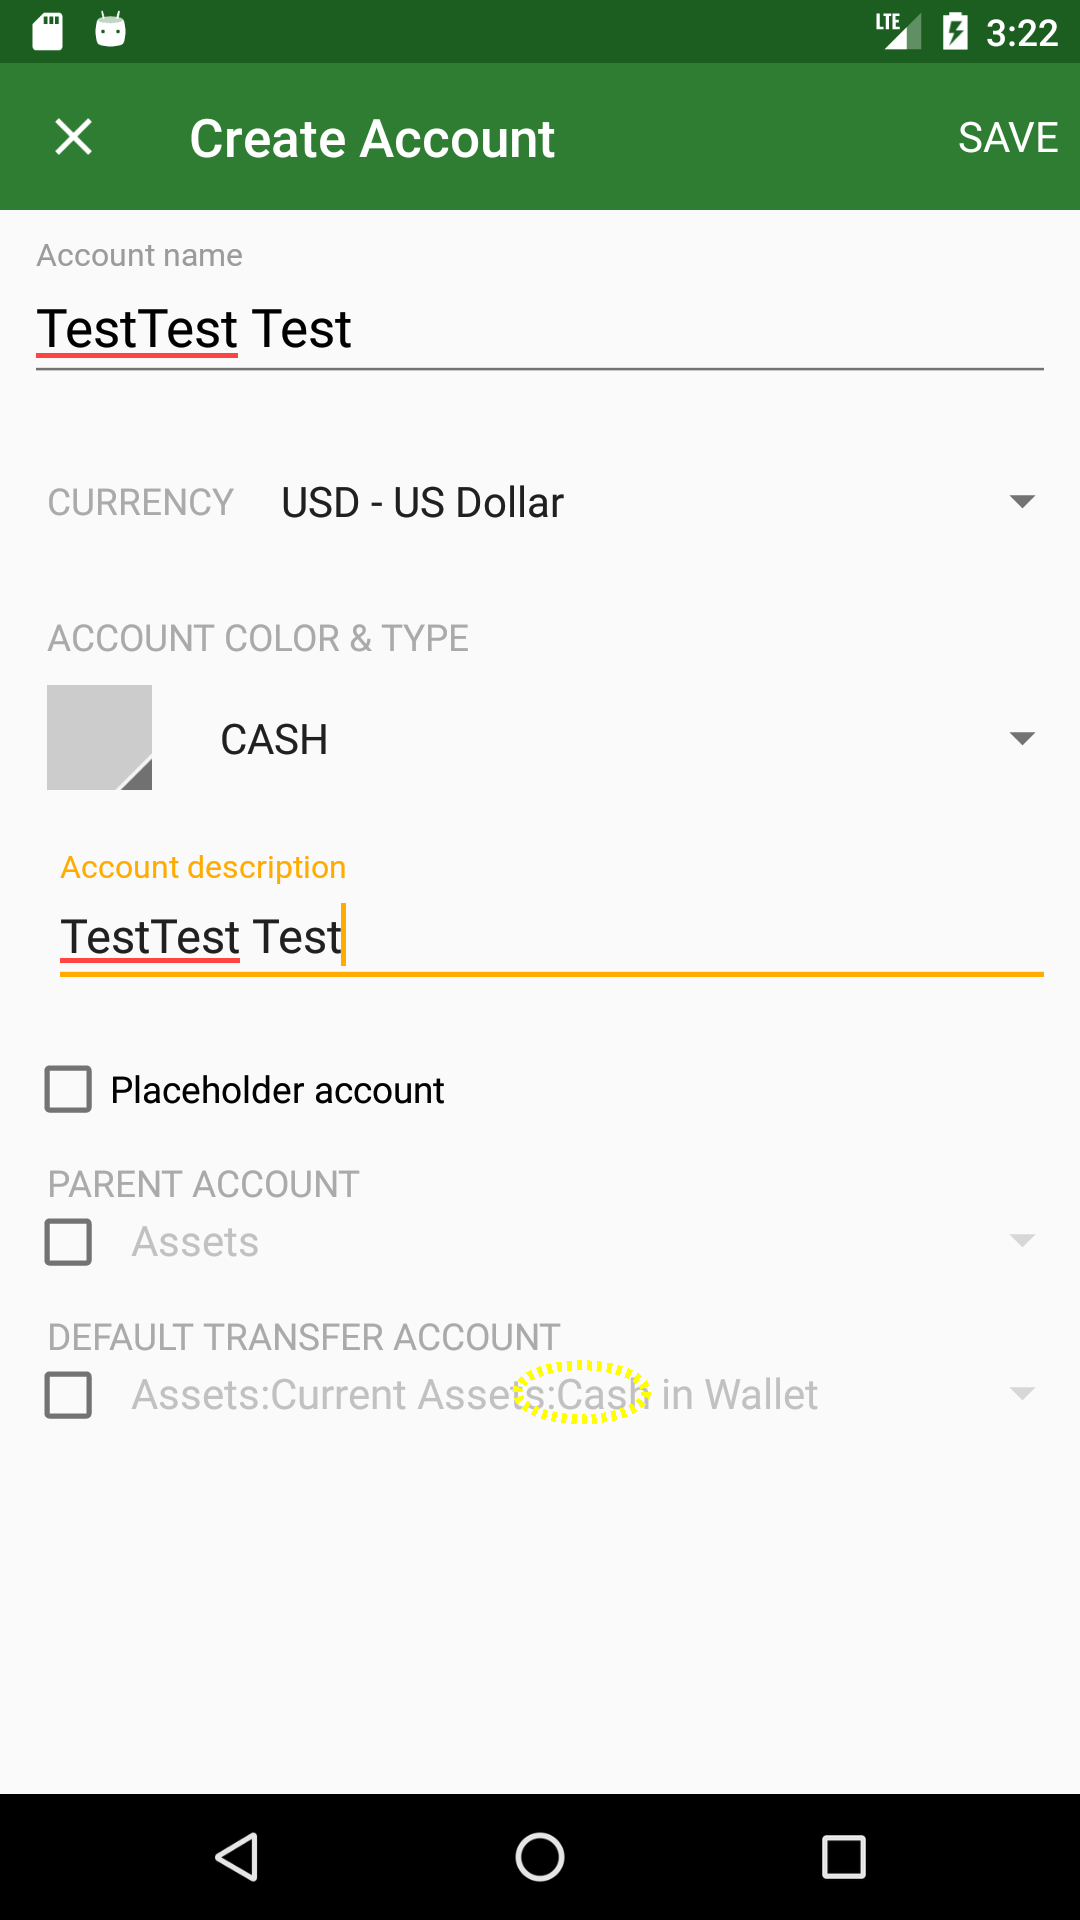 LTE 3:22
Create Account SAVE
Account name
TestTest Test
CURRENCY USD - US Dollar
ACCOUNT COLOR & TYPE
CASH
Account description
TestTest Test
Placeholder account
PARENT ACCOUNT
Assets
DEFAULT TRANSFER ACCOUNT
Assets:Current Assets:Cash in Wallet